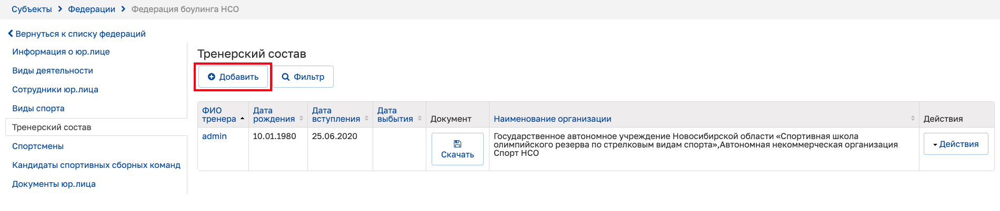 Субъекты Федерации Федерация боулинга НСО
Вернуться к списку федераций
Информация о юр.лице
Виды деятельности
Сотрудники юр.лица
Виды спорта
Тренерский состав
Спортсмены
Кандидаты спортивных сборных команд
Документы юр.лица
Тренерский состав
Добавить Фильтр
ФИО тренера Дата рождения Дата вступления Дата выбытия Документ Наименование организации Действия
admin 10.01.1980 25.06.2020 Скачать
Государственное автономное учреждение Новосибирской области «Спортивная школа
олимпийского резерва по стрелковым видам спорта»,Автономная некоммерческая организация
Спорт НСО
Действия